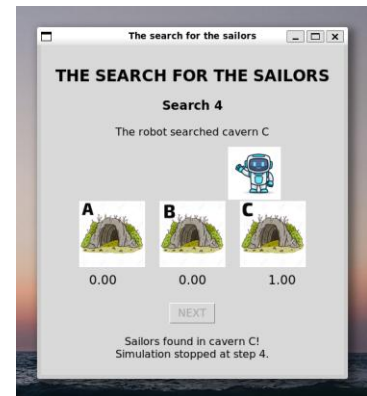 The search for the sailors
THE SEARCH FOR THE SAILORS
Search 4
The robot searched cavern C
A B C
0.00 0.00 1.00
NEXT
Sailors found in cavern C!
Simulation stopped at step 4.